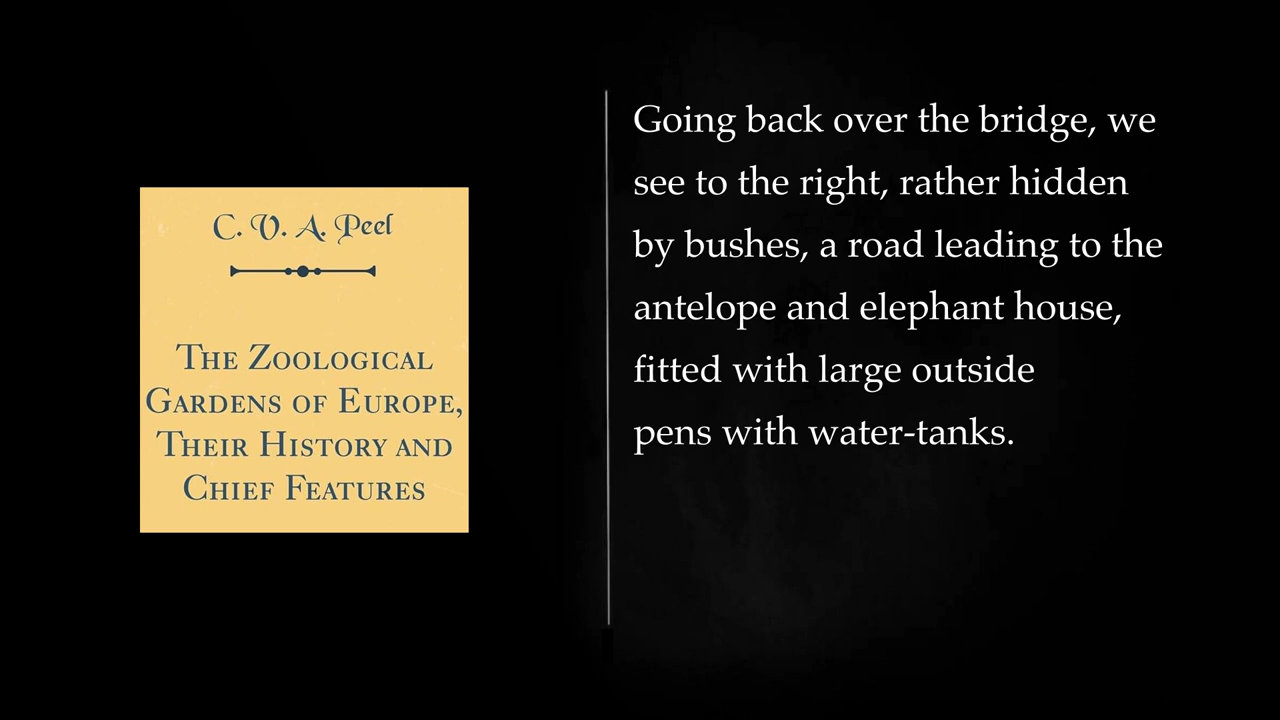 C. V. A. Peel
The Zoological
Gardens of Europe,
Their History and
Chief Features
Going back over the bridge, we
see to the right, rather hidden
by bushes, a road leading to the
antelope and elephant house,
fitted with large outside
pens with water-tanks.